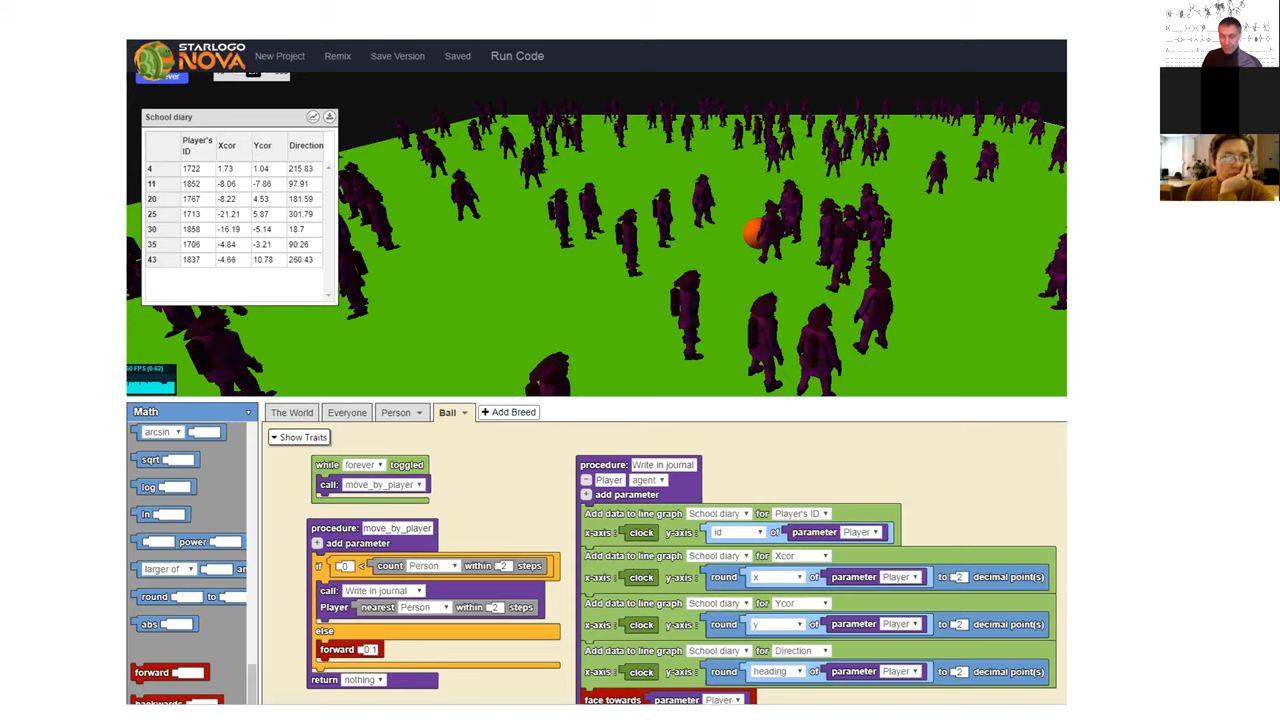 STARLOGO
NOVA
New Project
Remix
Save Version
Saved
Run Code
School diary
Player's ID Xcor Ycor Direction
4 1722 1.73 1.04 215.83
11 1852 -8.06 -7.86 97.91
20 1767 -8.22 4.53 181.59
25 1713 -21.21 5.87 301.79
30 1858 -16.19 -5.14 18.7
35 1706 -4.84 -3.21 90.26
43 1837 -4.66 10.78 260.43
Math
arcsin
sqrt
log
ln
power
larger of
round to
abs
forward
The World
Everyone
Person
Ball
Add Breed
Show Traits
while forever toggled
call: move_by_player
procedure: move_by_player
add parameter
if 0 < count Person within 2 steps
call: Write in journal
Player nearest Person within 2 steps
else
forward 0.1
return nothing
procedure: Write in journal
Player agent
add parameter
Add data to line graph School diary for Player's ID
x-axis: clock y-axis: id of parameter Player
Add data to line graph School diary for Xcor
x-axis: clock y-axis: round x of parameter Player to 2 decimal point(s)
Add data to line graph School diary for Ycor
x-axis: clock y-axis: round y of parameter Player to 2 decimal point(s)
Add data to line graph School diary for Direction
x-axis: clock y-axis: round heading of parameter Player to 2 decimal point(s)
face towards parameter Player